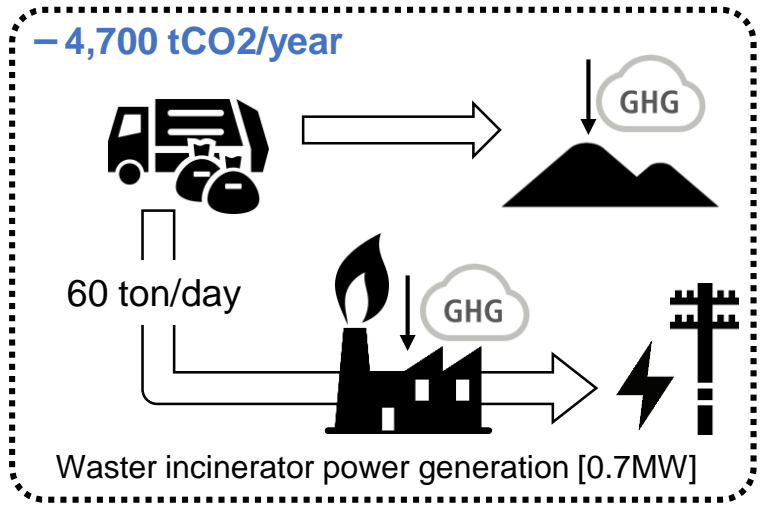 －4,700 tCO2/year
GHG
60 ton/day
GHG
Waster incinerator power generation [0.7MW]